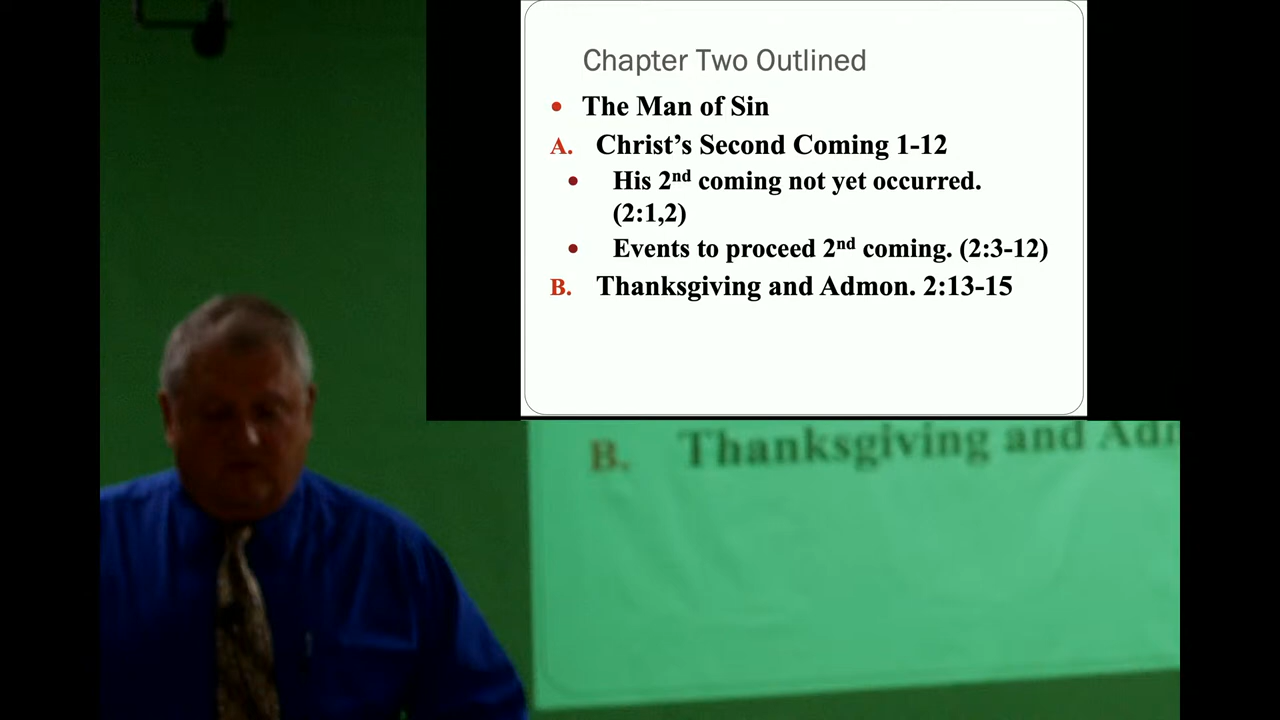 Chapter Two Outlined
• The Man of Sin
A. Christ’s Second Coming 1-12
• His 2nd coming not yet occurred.
(2:1,2)
• Events to proceed 2nd coming. (2:3-12)
B. Thanksgiving and Admon. 2:13-15
B. Thanksgiving and Adm